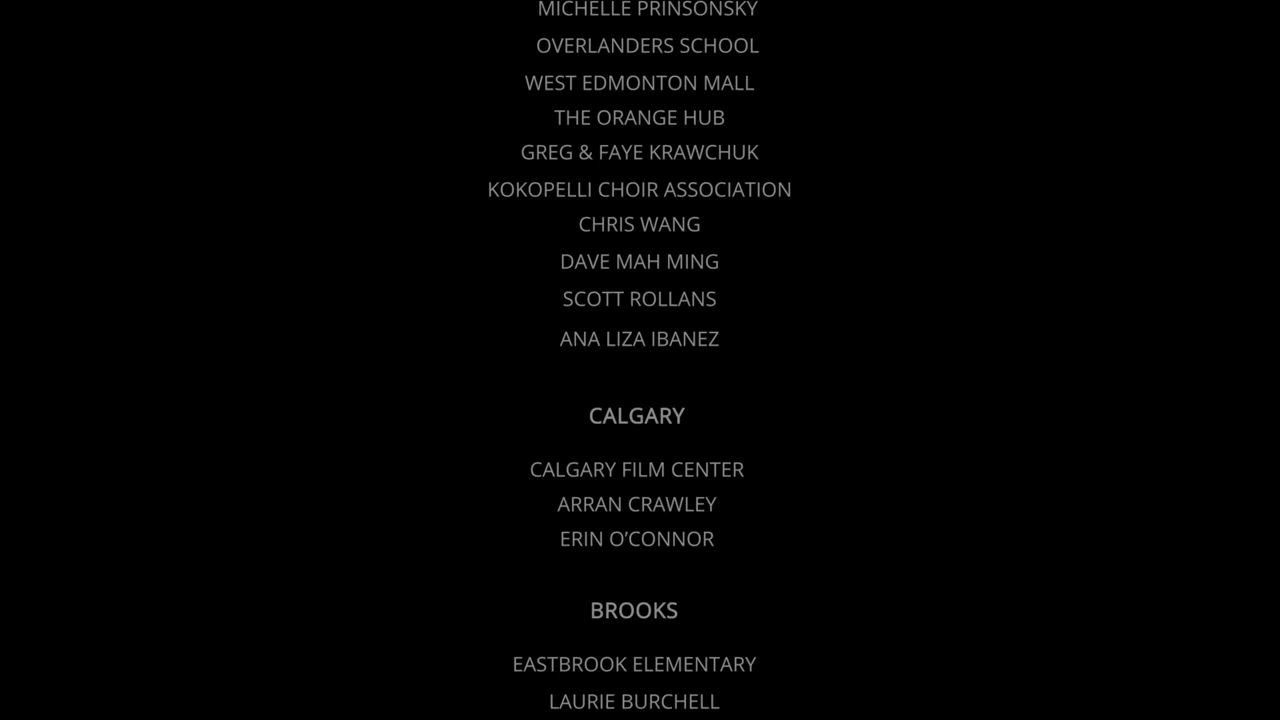 MICHELLE PRINSONSKY
OVERLANDERS SCHOOL
WEST EDMONTON MALL
THE ORANGE HUB
GREG & FAYE KRAWCHUK
KOKOPELLI CHOIR ASSOCIATION
CHRIS WANG
DAVE MAH MING
SCOTT ROLLANS
ANA LIZA IBANEZ
CALGARY
CALGARY FILM CENTER
ARRAN CRAWLEY
ERIN O’CONNOR
BROOKS
EASTBROOK ELEMENTARY
LAURIE BURCHELL